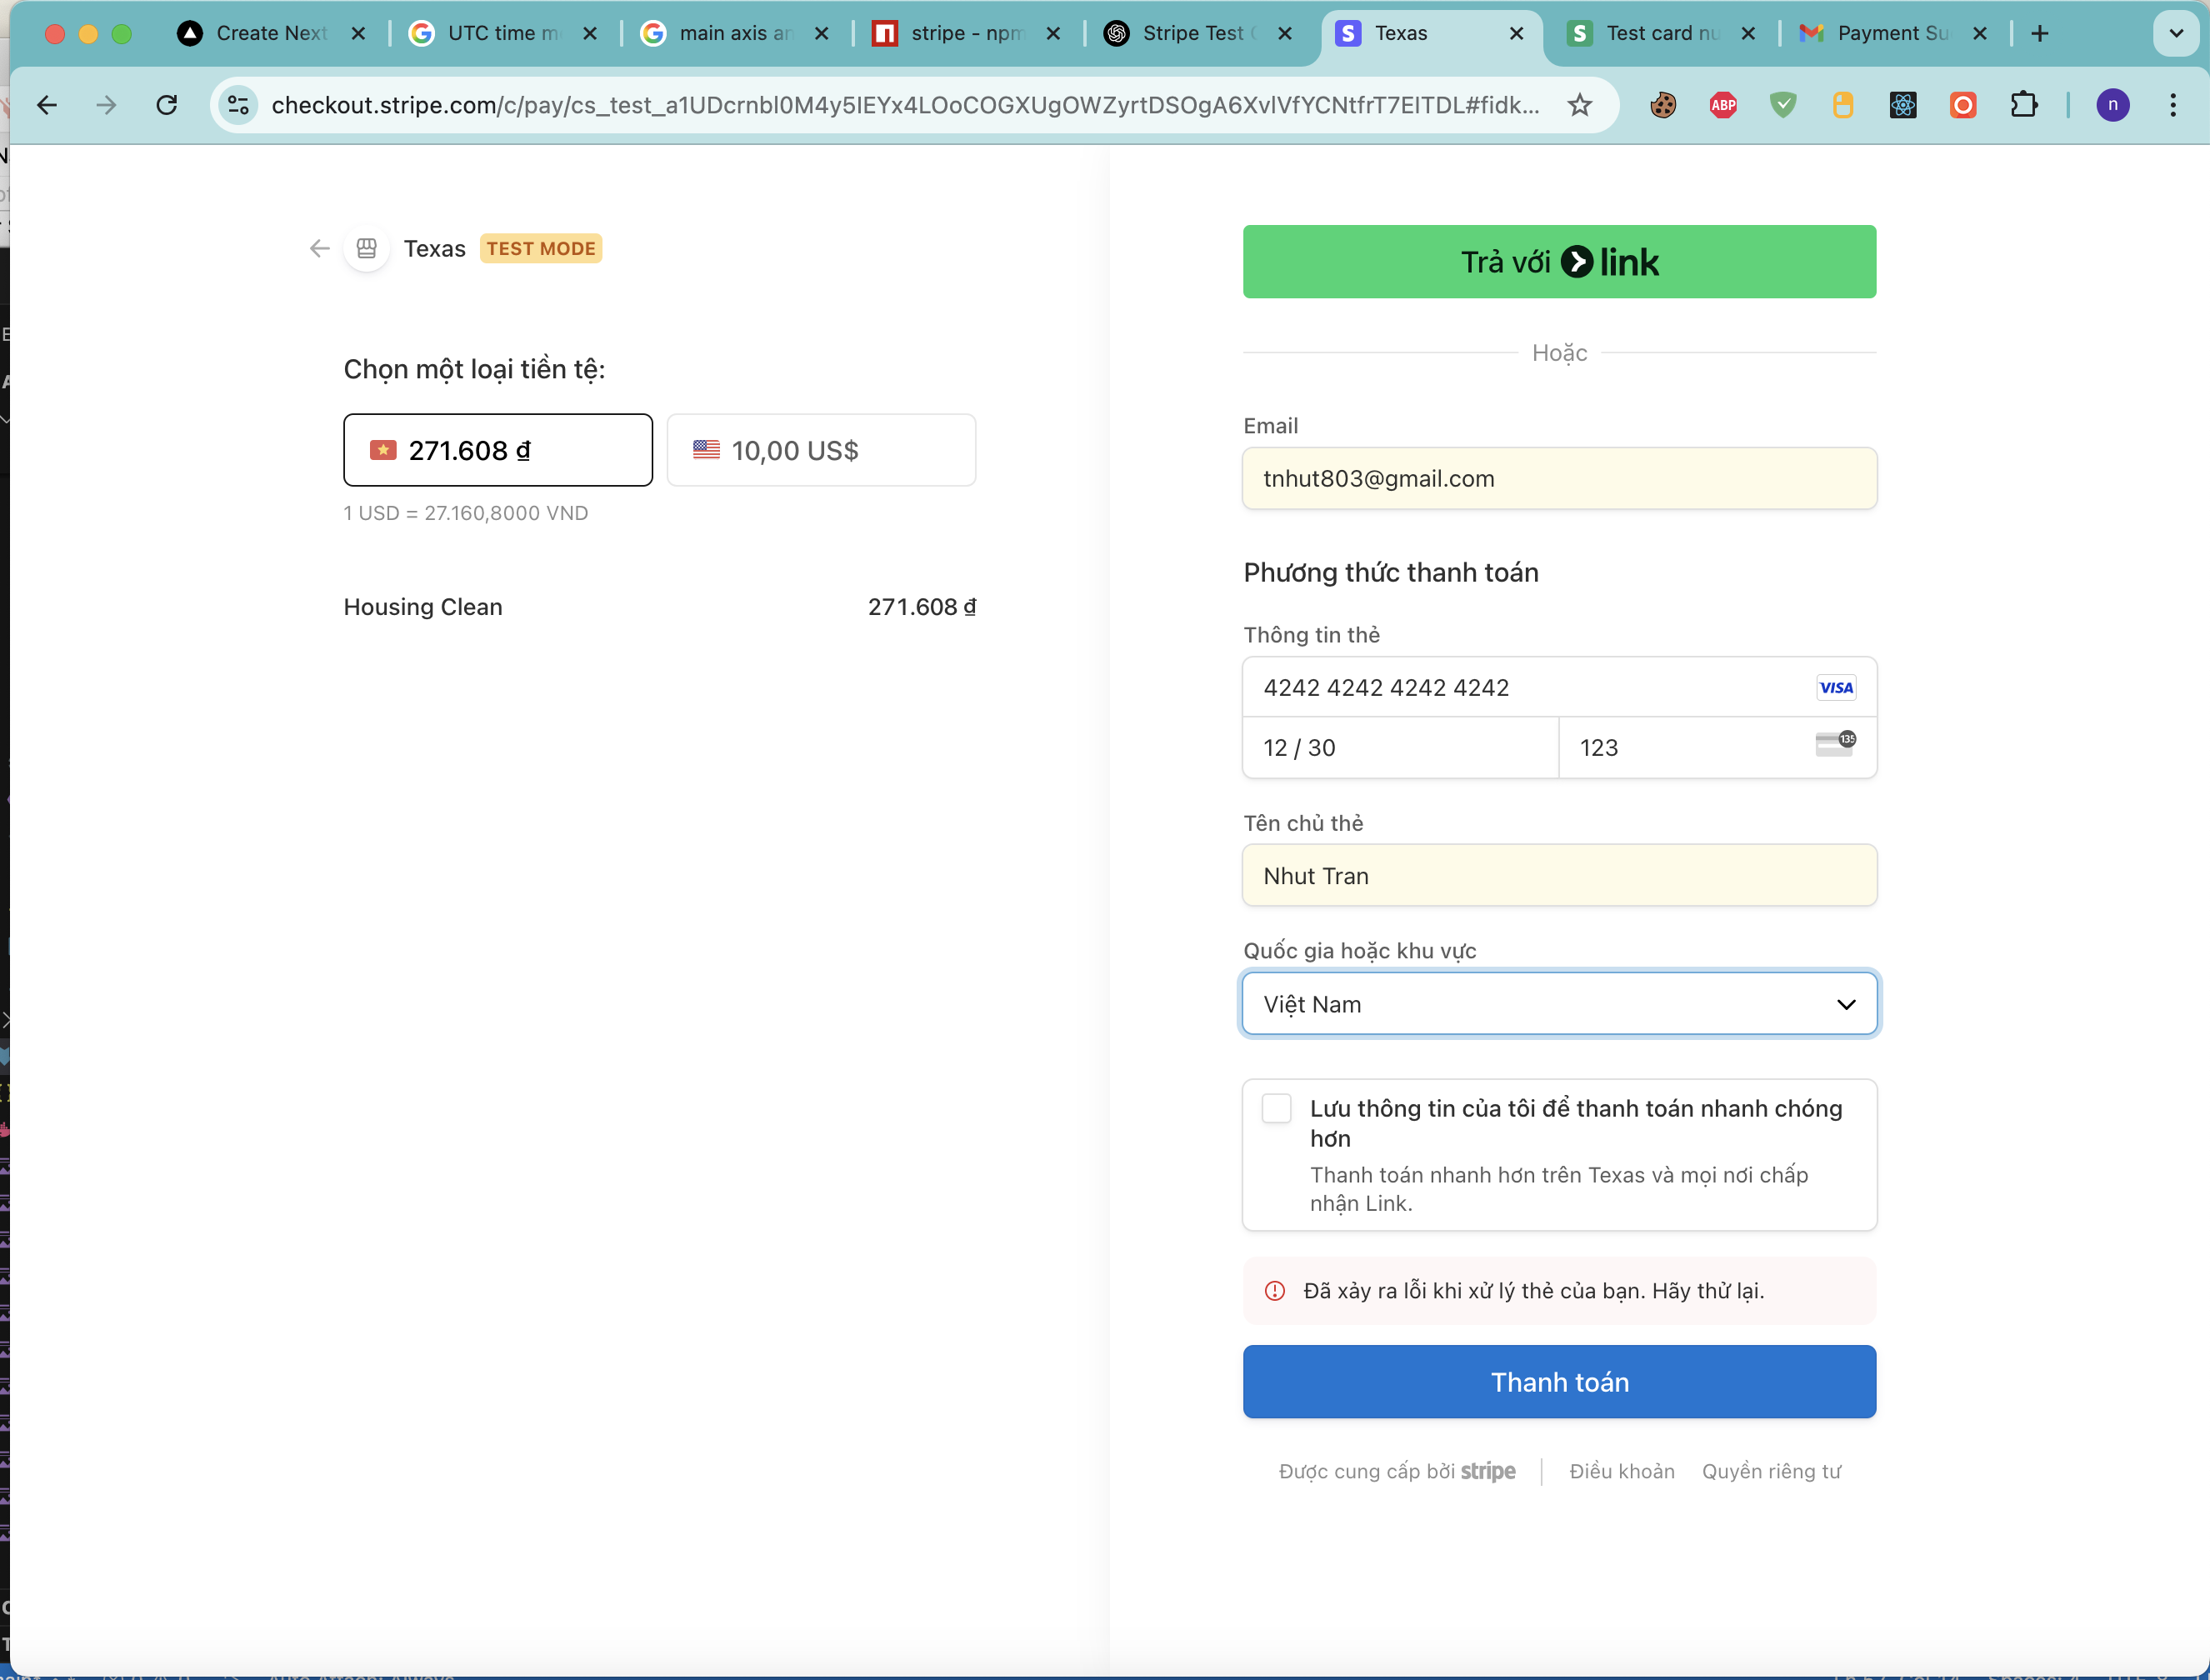 Create Next
UTC time m
main axis ar
stripe - npm
Stripe Test
Texas
Test card nu
Payment Su
checkout.stripe.com/c/pay/cs_test_a1UDcrnbl0M4y5IEYx4LOoCOGXUgOWZyrtDSOgA6XvlVfYCNtfrT7EITDL#fidk...
ABP
n
Texas TEST MODE
Chọn một loại tiền tệ:
271.608 ₫
10,00 US$
1 USD = 27.160,8000 VND
Housing Clean 271.608 ₫
Trả với link
Hoặc
Email
tnhut803@gmail.com
Phương thức thanh toán
Thông tin thẻ
4242 4242 4242 4242 VISA
12 / 30
123 135
Tên chủ thẻ
Nhut Tran
Quốc gia hoặc khu vực
Việt Nam
Lưu thông tin của tôi để thanh toán nhanh chóng
hơn
Thanh toán nhanh hơn trên Texas và mọi nơi chấp
nhận Link.
Đã xảy ra lỗi khi xử lý thẻ của bạn. Hãy thử lại.
Thanh toán
Được cung cấp bởi stripe
Điều khoản Quyền riêng tư